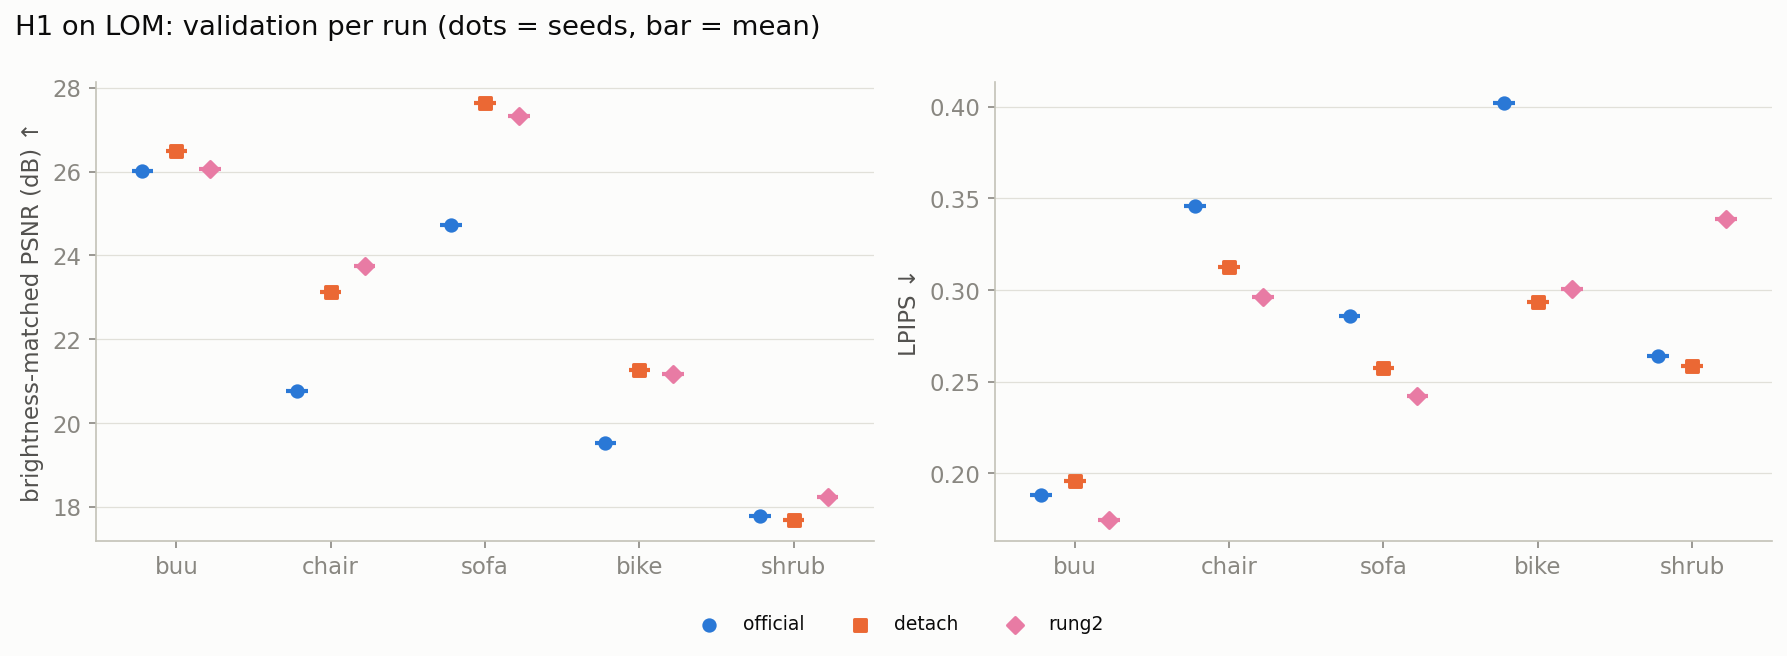 H1 on LOM: validation per run (dots = seeds, bar = mean)
brightness-matched PSNR (dB) ↑
28
26
24
22
20
18
buu chair sofa bike shrub
LPIPS ↓
0.40
0.35
0.30
0.25
0.20
buu chair sofa bike shrub
official detach rung2